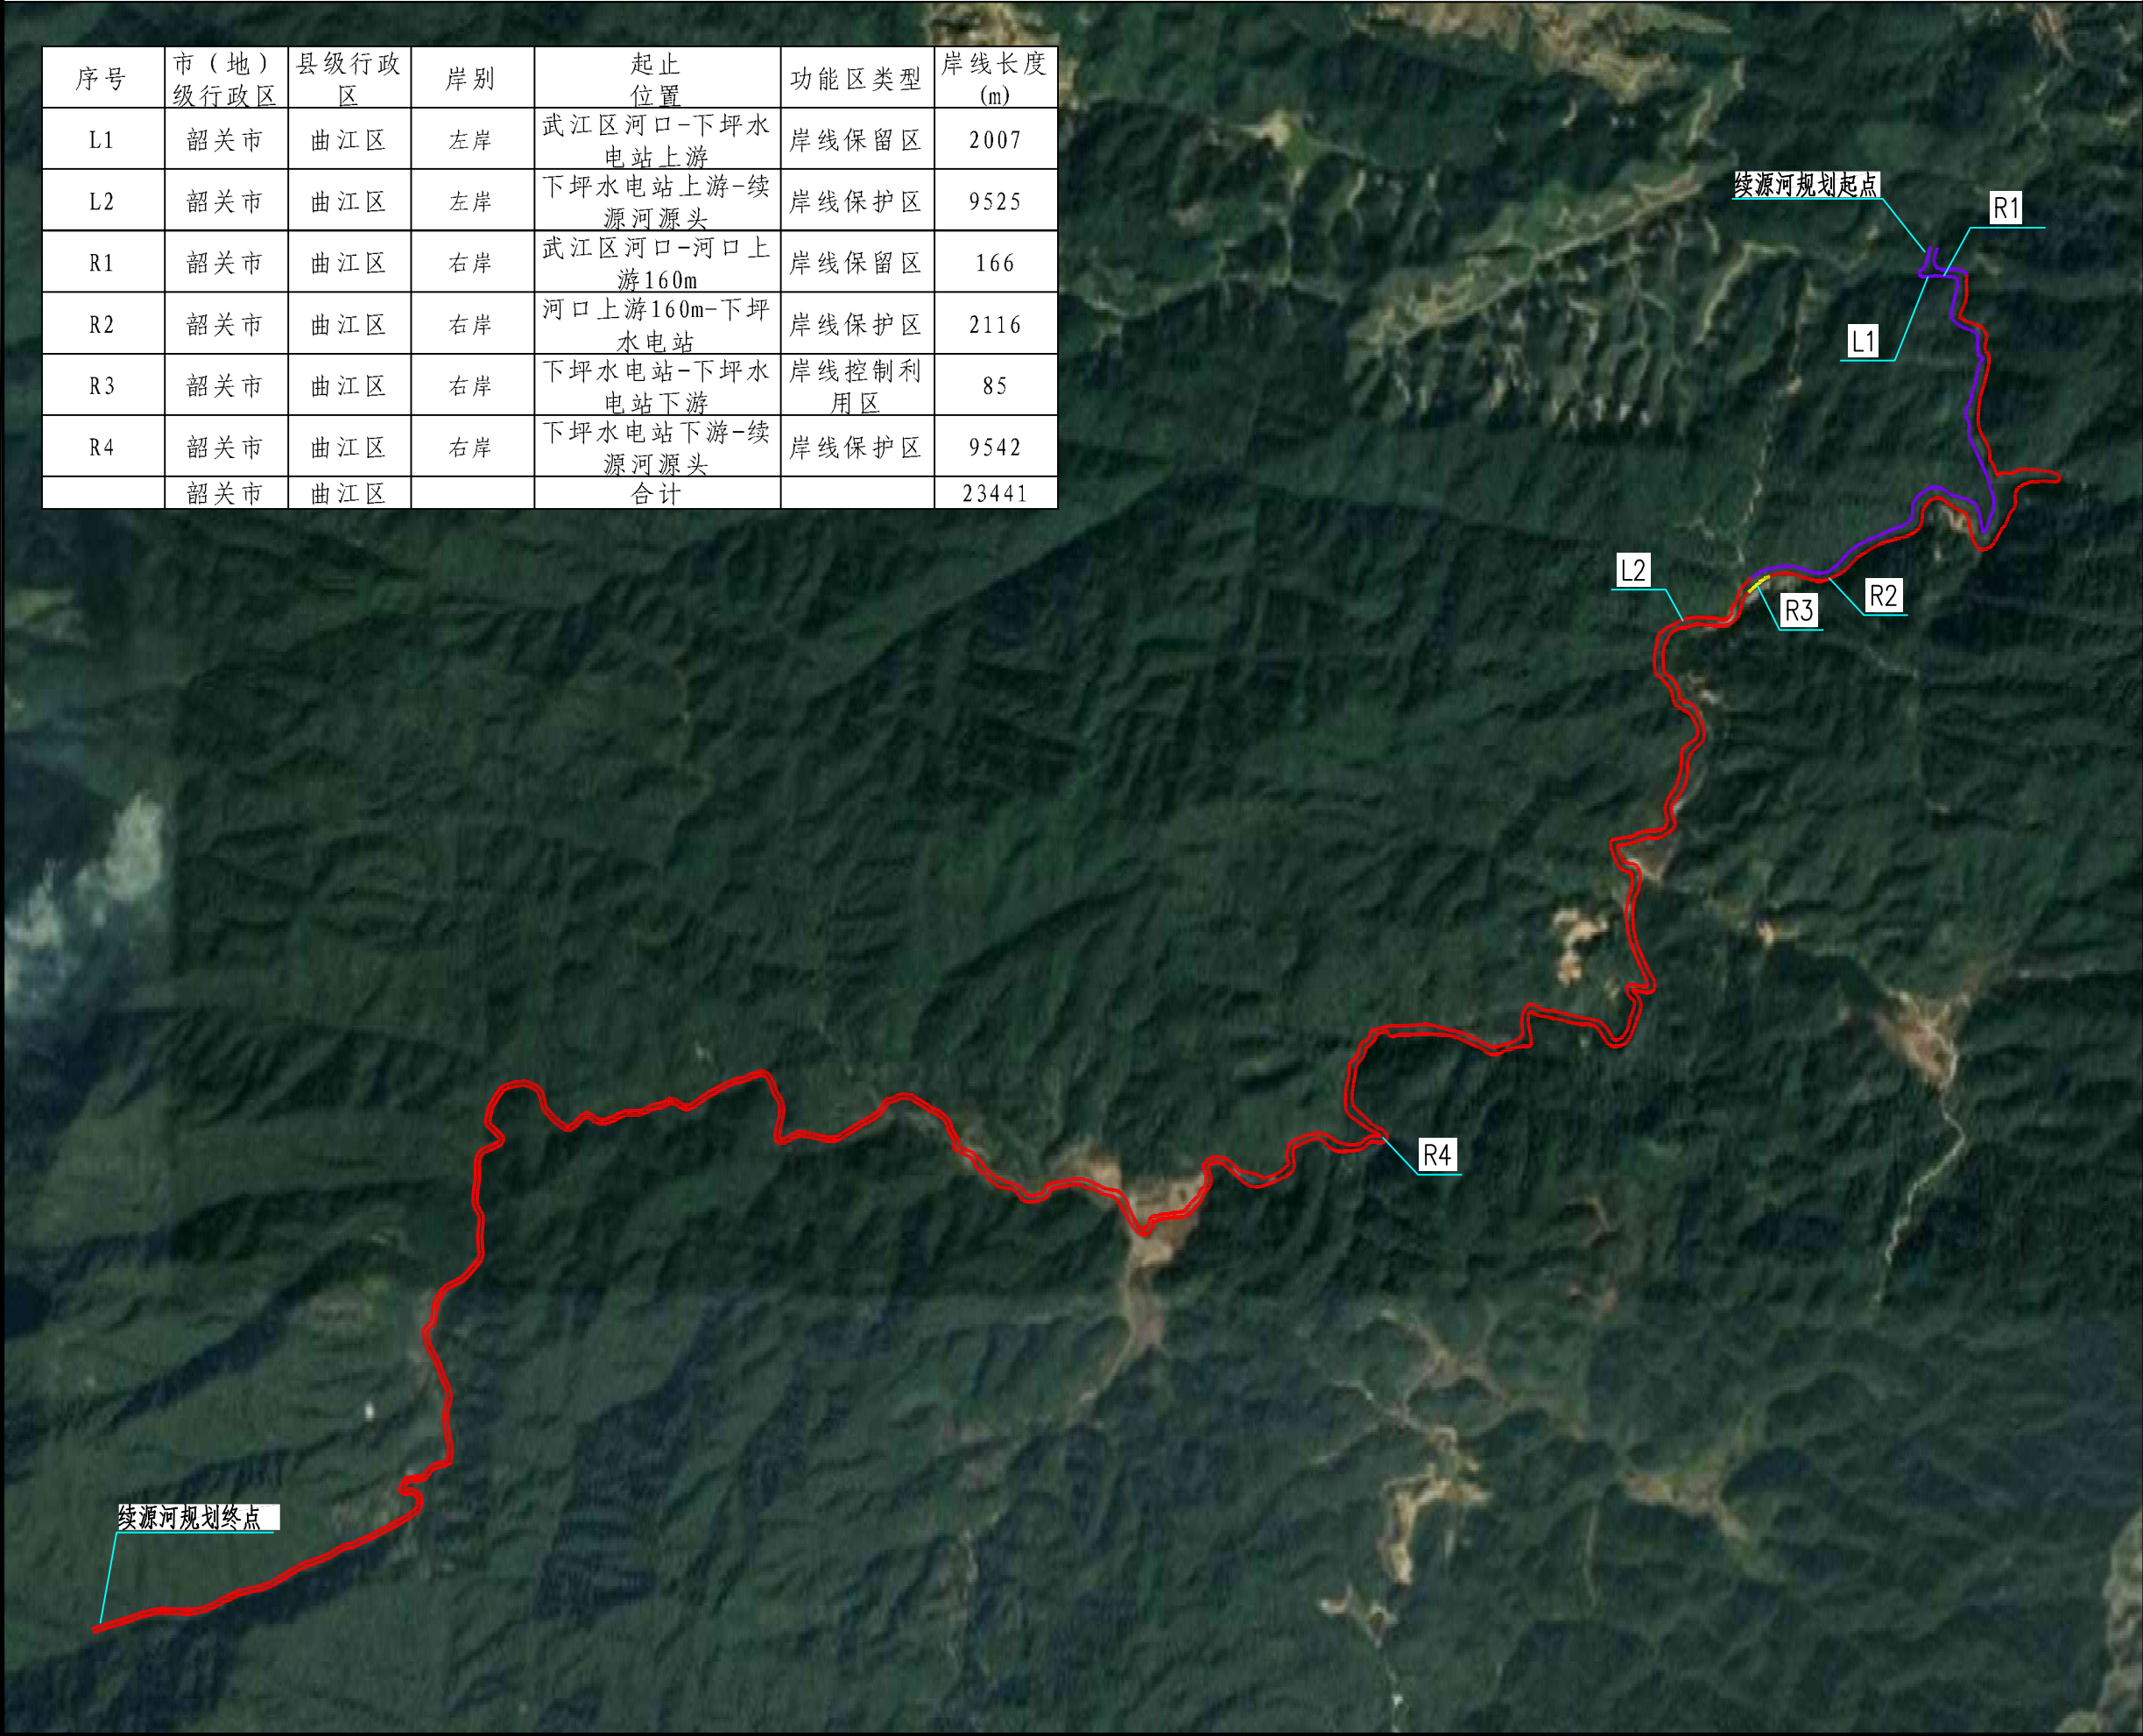 序号 市（地）级行政区 县级行政区 岸别 起止位置 功能区类型 岸线长度(m)
L1 韶关市 曲江区 左岸 武江区河口-下坪水电站上游 岸线保留区 2007
L2 韶关市 曲江区 左岸 下坪水电站上游-续源河源头 岸线保护区 9525
R1 韶关市 曲江区 右岸 武江区河口-河口上游160m 岸线保留区 166
R2 韶关市 曲江区 右岸 河口上游160m-下坪水电站 岸线保护区 2116
R3 韶关市 曲江区 右岸 下坪水电站-下坪水电站下游 岸线控制利用区 85
R4 韶关市 曲江区 右岸 下坪水电站下游-续源河源头 岸线保护区 9542
韶关市 曲江区 合计 23441
续源河规划起点
R1
L1
L2
R3
R2
R4
续源河规划终点